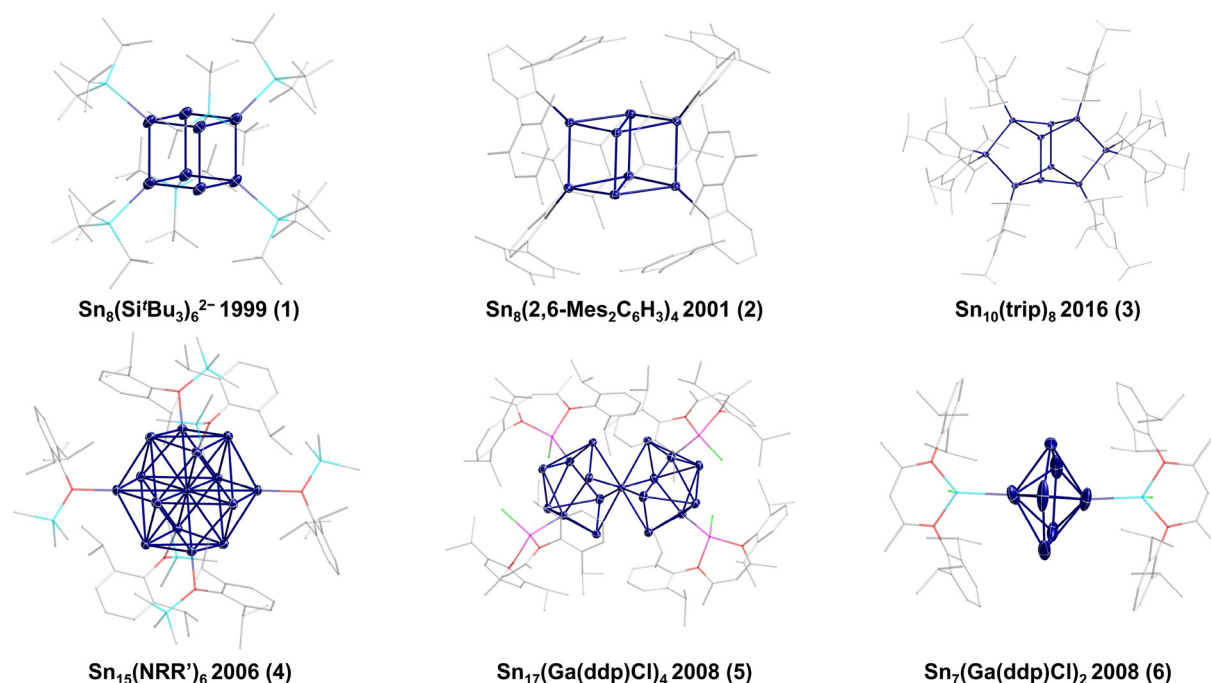 Sn₈(SiᵗBu₃)₆²⁻ 1999 (1)
Sn₈(2,6-Mes₂C₆H₃)₄ 2001 (2)
Sn₁₀(trip)₈ 2016 (3)
Sn₁₅(NRR')₆ 2006 (4)
Sn₁₇(Ga(ddp)Cl)₄ 2008 (5)
Sn₇(Ga(ddp)Cl)₂ 2008 (6)